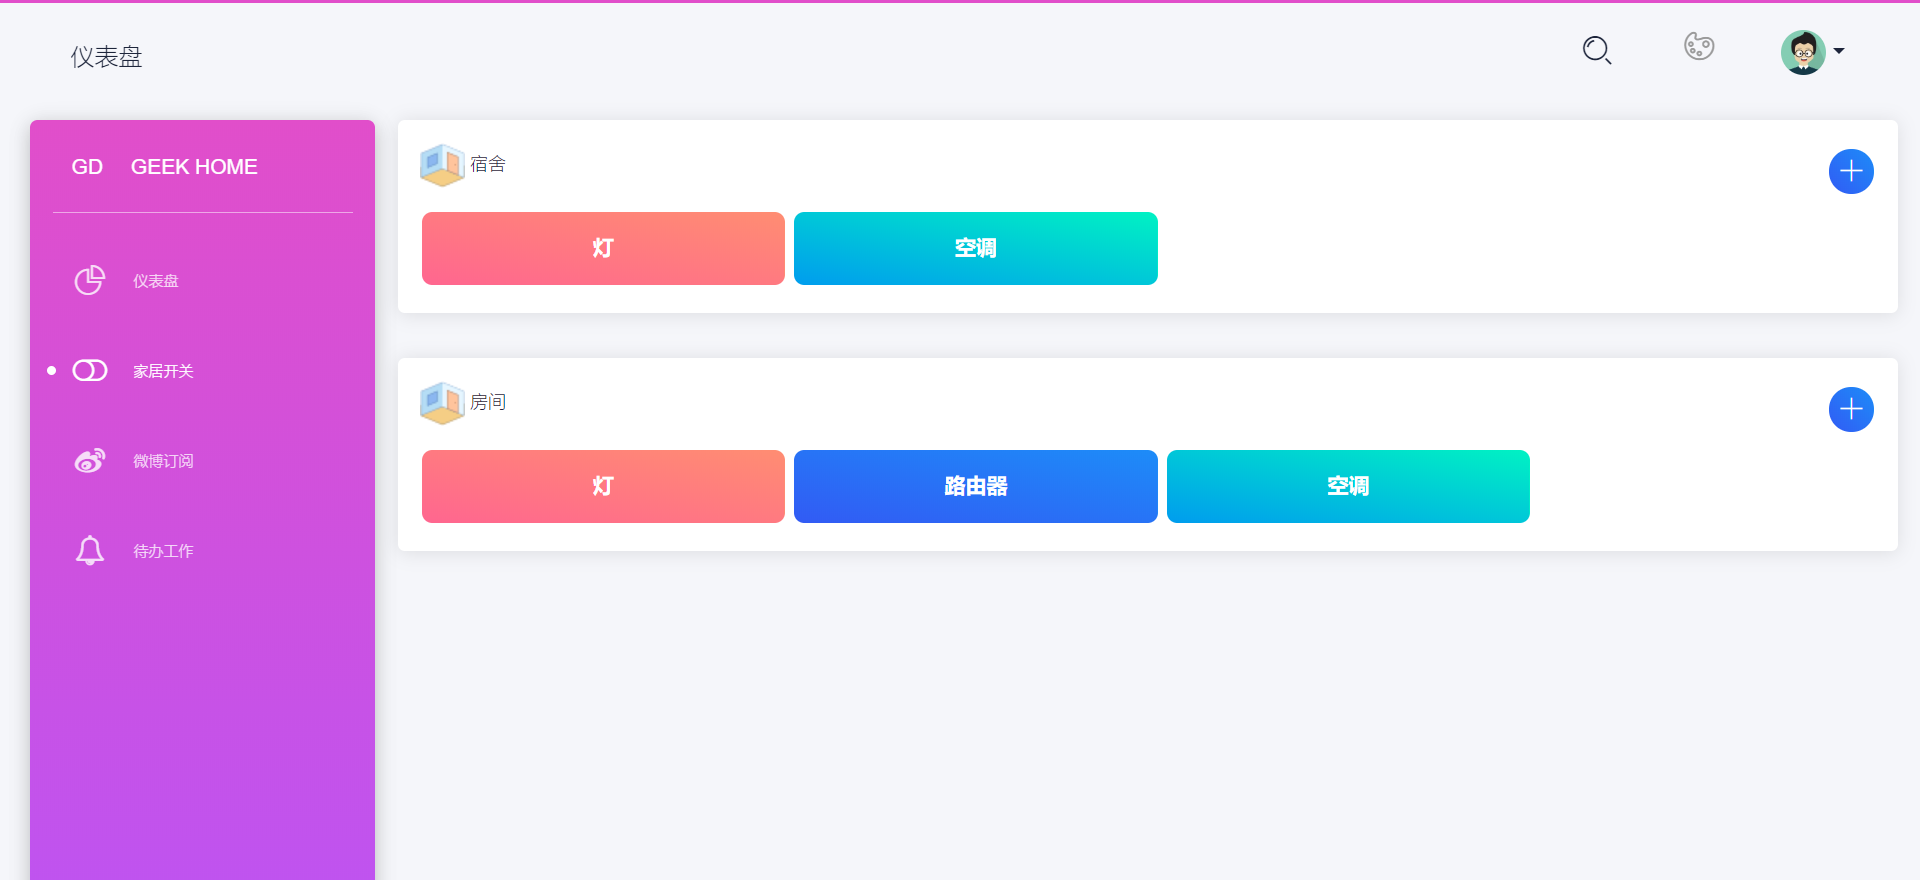 仪表盘
GD GEEK HOME
仪表盘
家居开关
微博订阅
待办工作
宿舍
灯
空调
房间
灯
路由器
空调